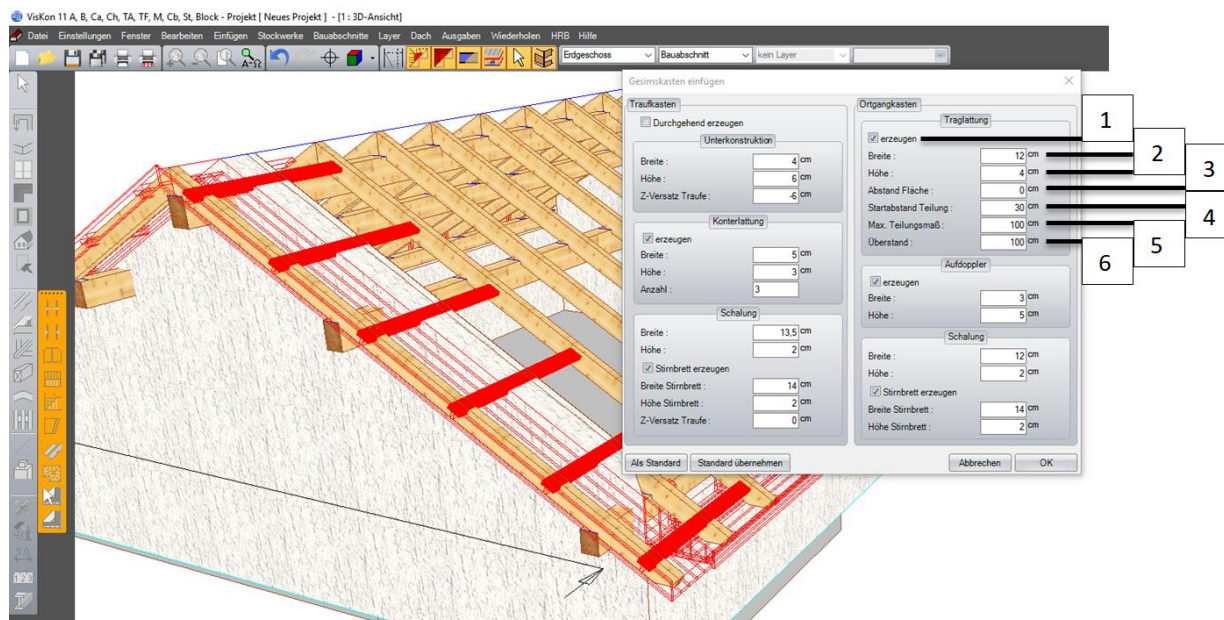 VisKon 11 A, B, Ca, Ch, TA, TF, M, Cb, St, Block - Projekt [ Neues Projekt ] - [1 : 3D-Ansicht]
Datei Einstellungen Fenster Bearbeiten Einfügen Stockwerke Bauabschnitte Layer Dach Ausgaben Wiederholen HRB Hilfe
A-Ω Erdgeschoss Bauabschnitt kein Layer
Gesimskasten einfügen
Traufkasten
Durchgehend erzeugen
Unterkonstruktion
Breite : 4 cm
Höhe : 6 cm
Z-Versatz Traufe : -6 cm
Konterlattung
erzeugen
Breite : 5 cm
Höhe : 3 cm
Anzahl : 3
Schalung
Breite : 13,5 cm
Höhe : 2 cm
Stirnbrett erzeugen
Breite Stirnbrett : 14 cm
Höhe Stirnbrett : 2 cm
Z-Versatz Traufe : 0 cm
Ortgangkasten
Traglattung
erzeugen
Breite : 12 cm
Höhe : 4 cm
Abstand Fläche : 0 cm
Startabstand Teilung : 30 cm
Max. Teilungsmaß : 100 cm
Überstand : 100 cm
Aufdoppler
erzeugen
Breite : 3 cm
Höhe : 5 cm
Schalung
Breite : 12 cm
Höhe : 2 cm
Stirnbrett erzeugen
Breite Stirnbrett : 14 cm
Höhe Stirnbrett : 2 cm
Als Standard Standard übernehmen Abbrechen OK
1
2
3
4
5
6
123